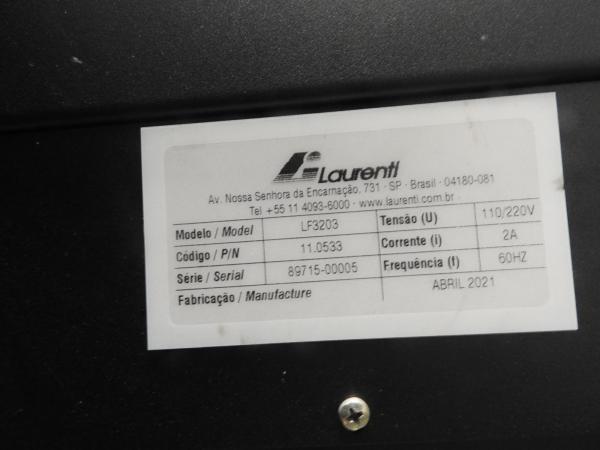 Laurenti
Av. Nossa Senhora da Encarnação, 731 - SP - Brasil - 04180-081
Tel +55 11 4093-6000 - www.laurenti.com.br
Modelo / Model LF3203 Tensão (U) 110/220V
Código / P/N 11.0533 Corrente (i) 2A
Série / Serial 89715-00005 Frequência (f) 60HZ
Fabricação / Manufacture ABRIL 2021